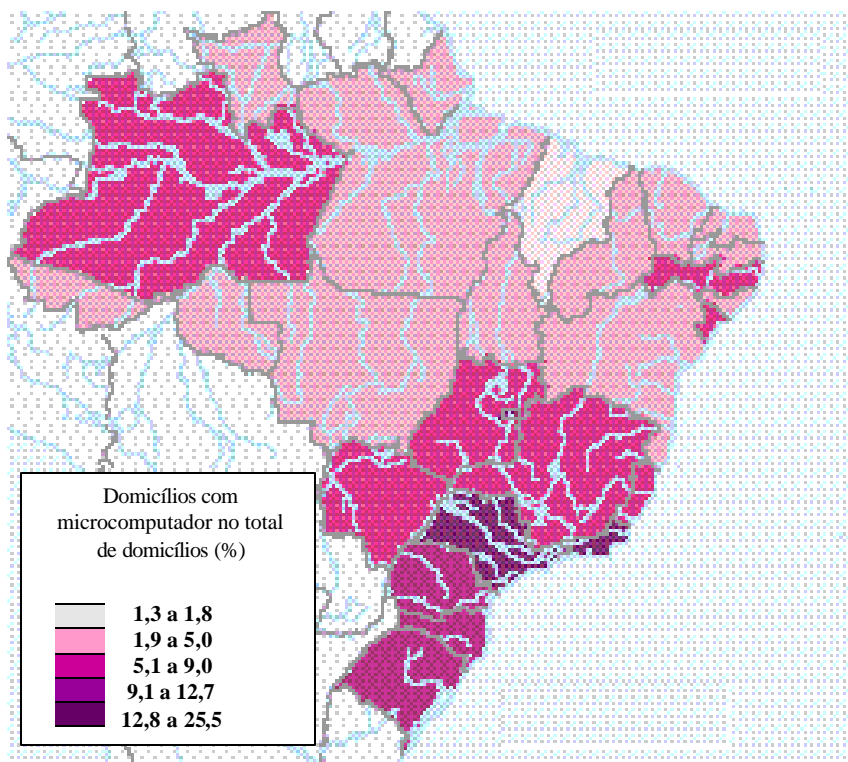 Domicílios com
microcomputador no total
de domicílios (%)
1,3 a 1,8
1,9 a 5,0
5,1 a 9,0
9,1 a 12,7
12,8 a 25,5